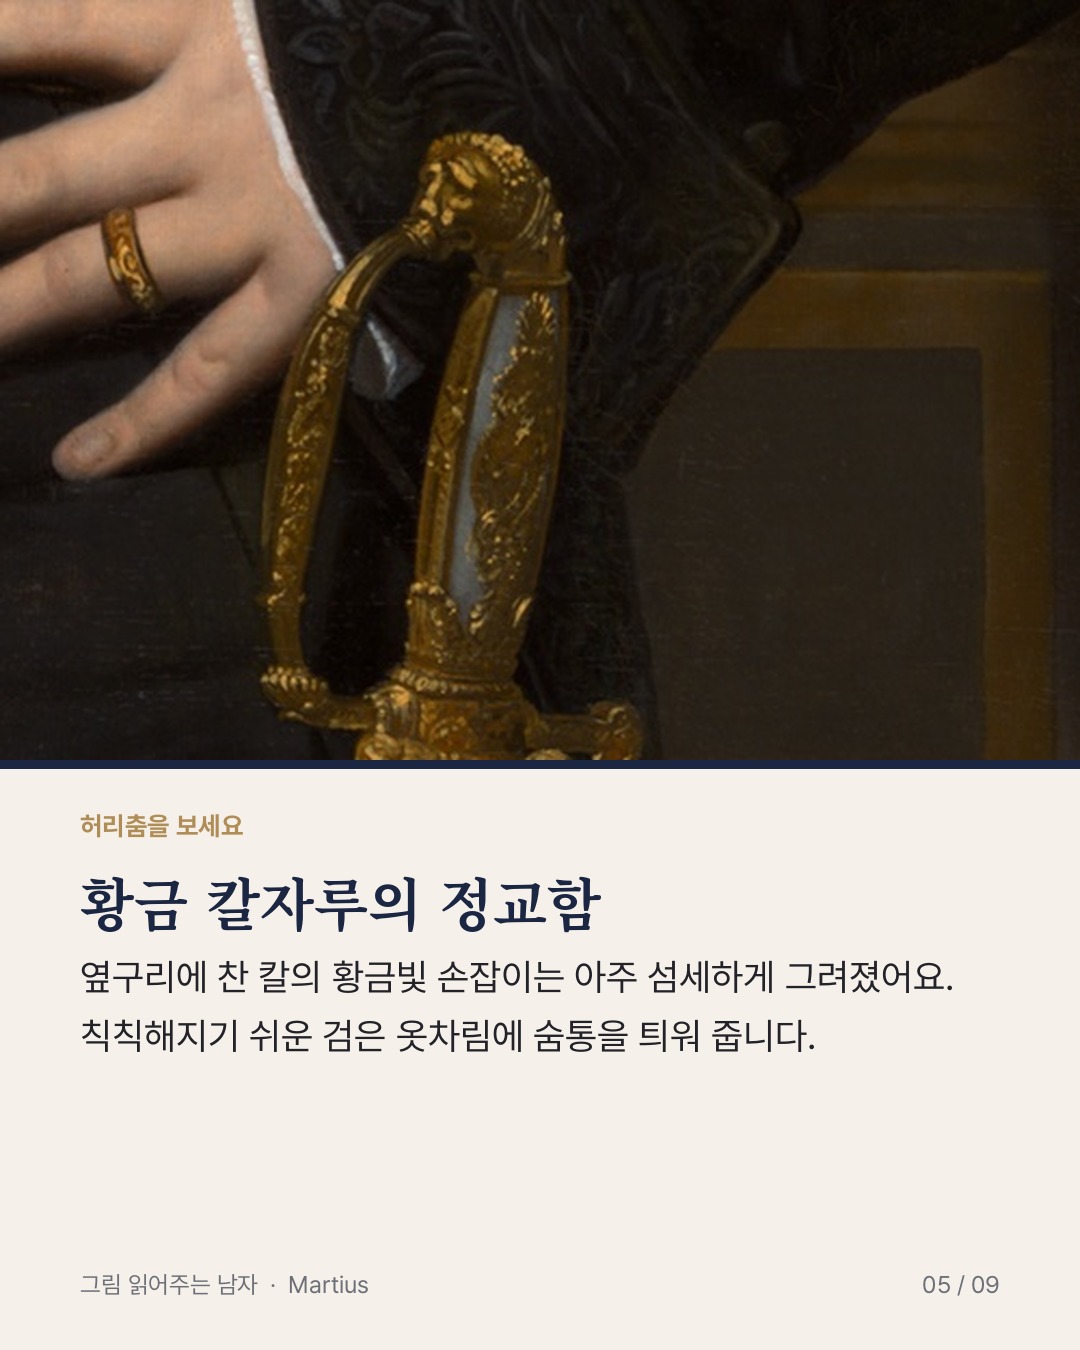 허리춤을 보세요
황금 칼자루의 정교함
옆구리에 찬 칼의 황금빛 손잡이는 아주 섬세하게 그려졌어요.
칙칙해지기 쉬운 검은 옷차림에 숨통을 틔워 줍니다.
그림 읽어주는 남자 · Martius
05 / 09